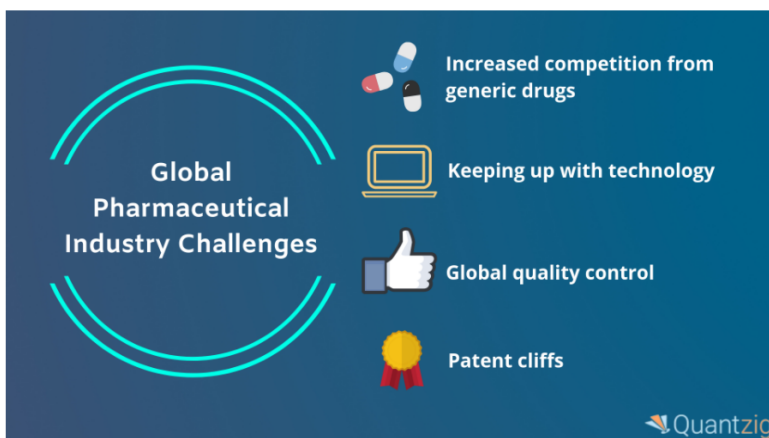 Global
Pharmaceutical
Industry Challenges
Increased competition from
generic drugs
Keeping up with technology
Global quality control
Patent cliffs
Quantzig